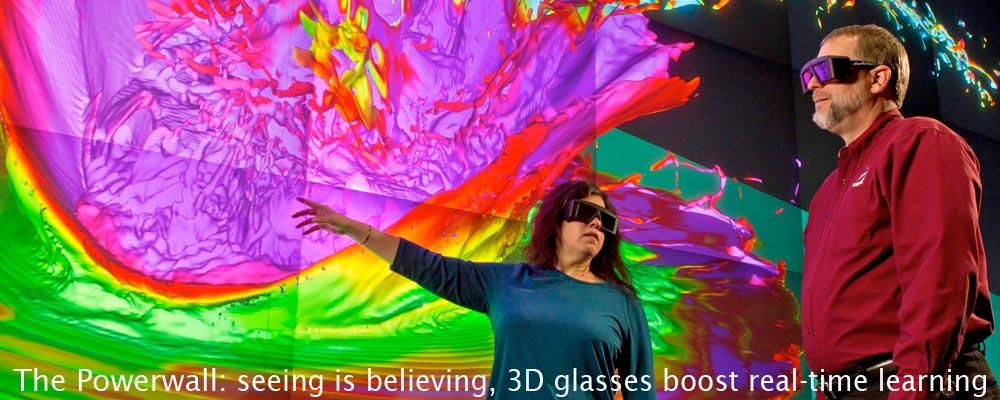 The Powerwall: seeing is believing, 3D glasses boost real-time learning